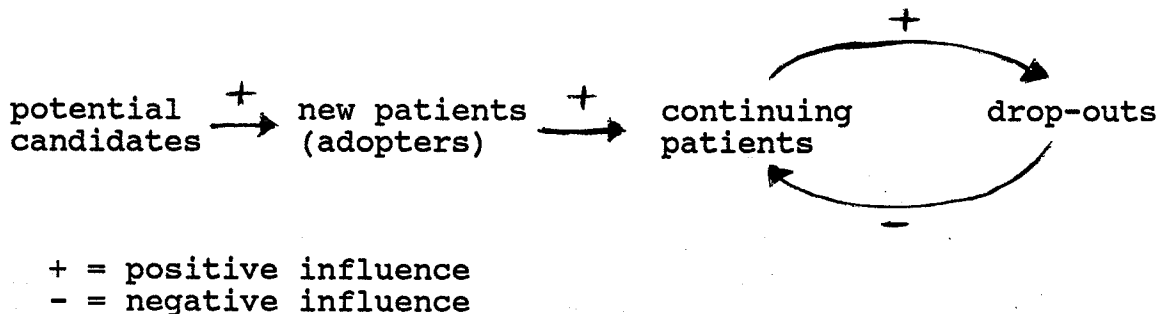 +
+ +
potential new patients continuing drop-outs
candidates (adopters) patients
-
+ = positive influence
- = negative influence